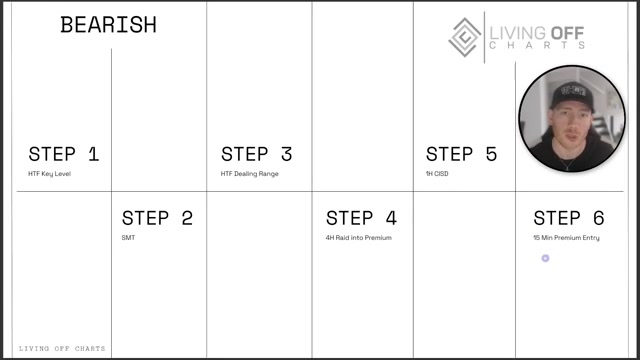 BEARISH
LIVING OFF
CHARTS
STEP 1
HTF Key Level
STEP 2
SMT
STEP 3
HTF Dealing Range
STEP 4
4H Raid into Premium
STEP 5
1H CISD
STEP 6
15 Min Premium Entry
LIVING OFF CHARTS